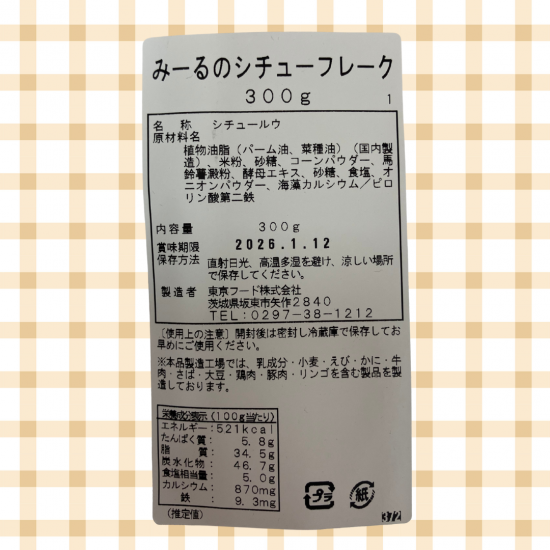 みーるのシチューフレーク
300g
1
名　称　シチュールウ
原材料名
植物油脂（パーム油、菜種油）（国内製
造）、米粉、砂糖、コーンパウダー、馬
鈴薯澱粉、酵母エキス、砂糖、食塩、オ
ニオンパウダー、海藻カルシウム／ピロ
リン酸第二鉄
内容量　300g
賞味期限　2026.1.12
保存方法　直射日光、高温多湿を避け、涼しい場所
で保存してください。
製造者　東京フード株式会社
茨城県坂東市矢作2840
TEL:0297-38-1212
〔使用上の注意〕開封後は密封し冷蔵庫で保存してお
早めにご使用ください。
※本品製造工場では、乳成分・小麦・えび・かに・牛
肉・さば・大豆・鶏肉・豚肉・リンゴを含む製品を製
造しております。
栄養成分表示（100g当たり）
エネルギー:521kcal
たんぱく質: 5.8g
脂　質: 34.5g
炭水化物: 46.7g
食塩相当量: 5.0g
カルシウム: 870mg
鉄: 9.3mg
（推定値）
プラ
紙